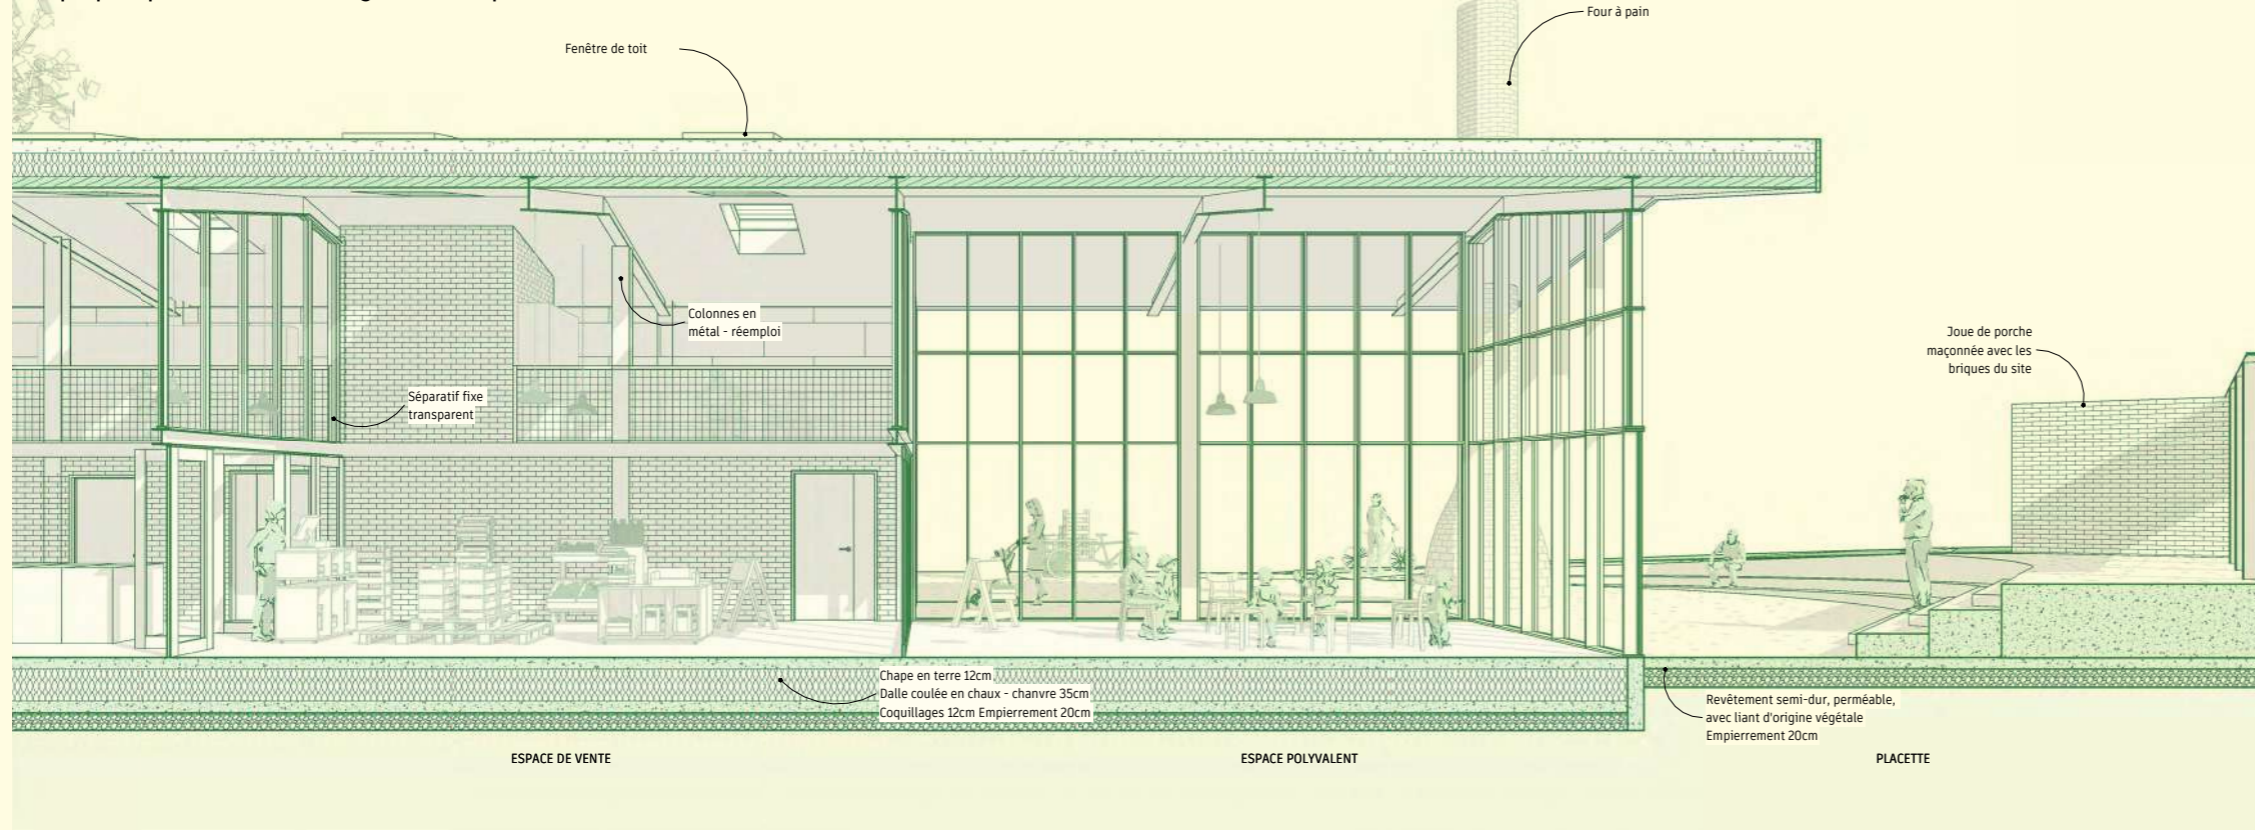 Four à pain
Fenêtre de toit
Colonnes en
métal - réemploi
Joue de porche
maçonnée avec les
briques du site
Séparatif fixe
transparent
Chape en terre 12cm
Dalle coulée en chaux - chanvre 35cm
Coquillages 12cm Empierrement 20cm
Revêtement semi-dur, perméable,
avec liant d'origine végétale
Empierrement 20cm
ESPACE DE VENTE
ESPACE POLYVALENT
PLACETTE